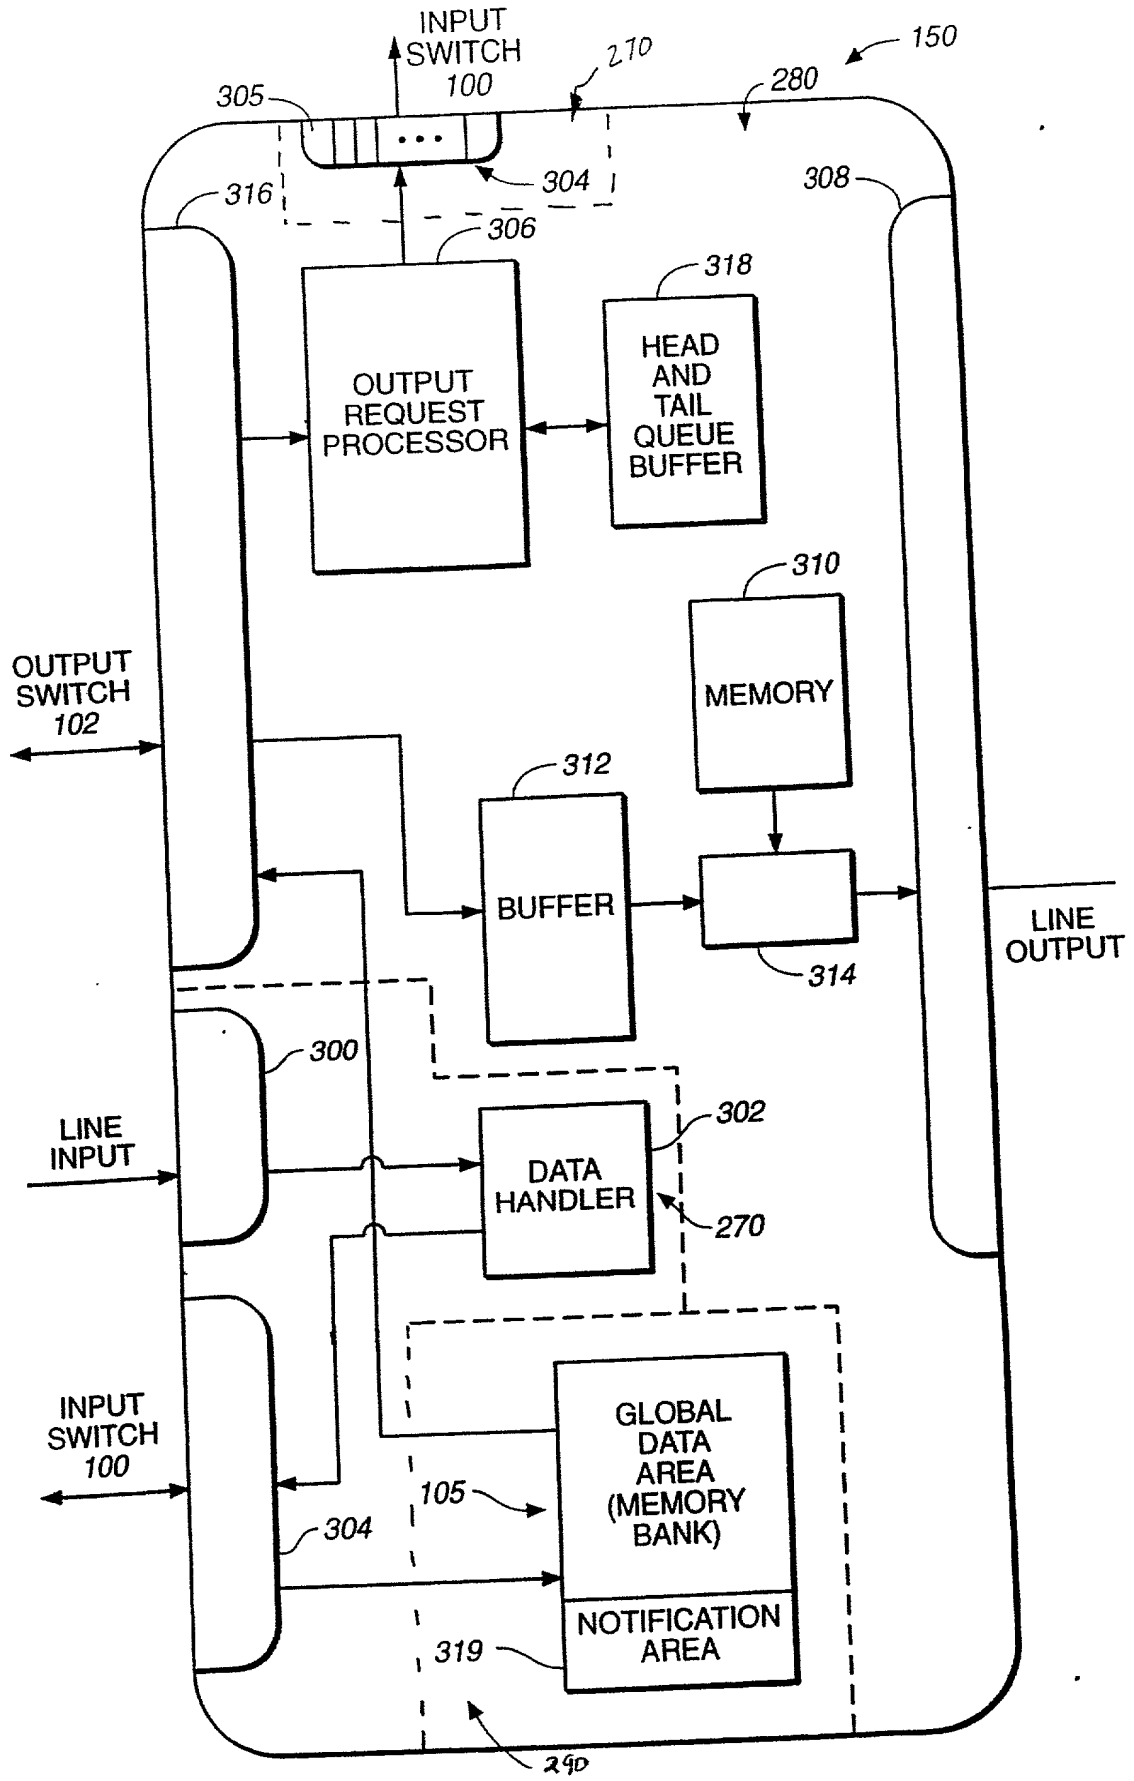 INPUT
SWITCH
100
270
150
280
305
304
316
306
308
318
HEAD
AND
TAIL
QUEUE
BUFFER
OUTPUT
REQUEST
PROCESSOR
310
MEMORY
OUTPUT
SWITCH
102
312
BUFFER
314
LINE
OUTPUT
300
LINE
INPUT
302
DATA
HANDLER
270
INPUT
SWITCH
100
GLOBAL
DATA
AREA
(MEMORY
BANK)
105
304
NOTIFICATION
AREA
319
290